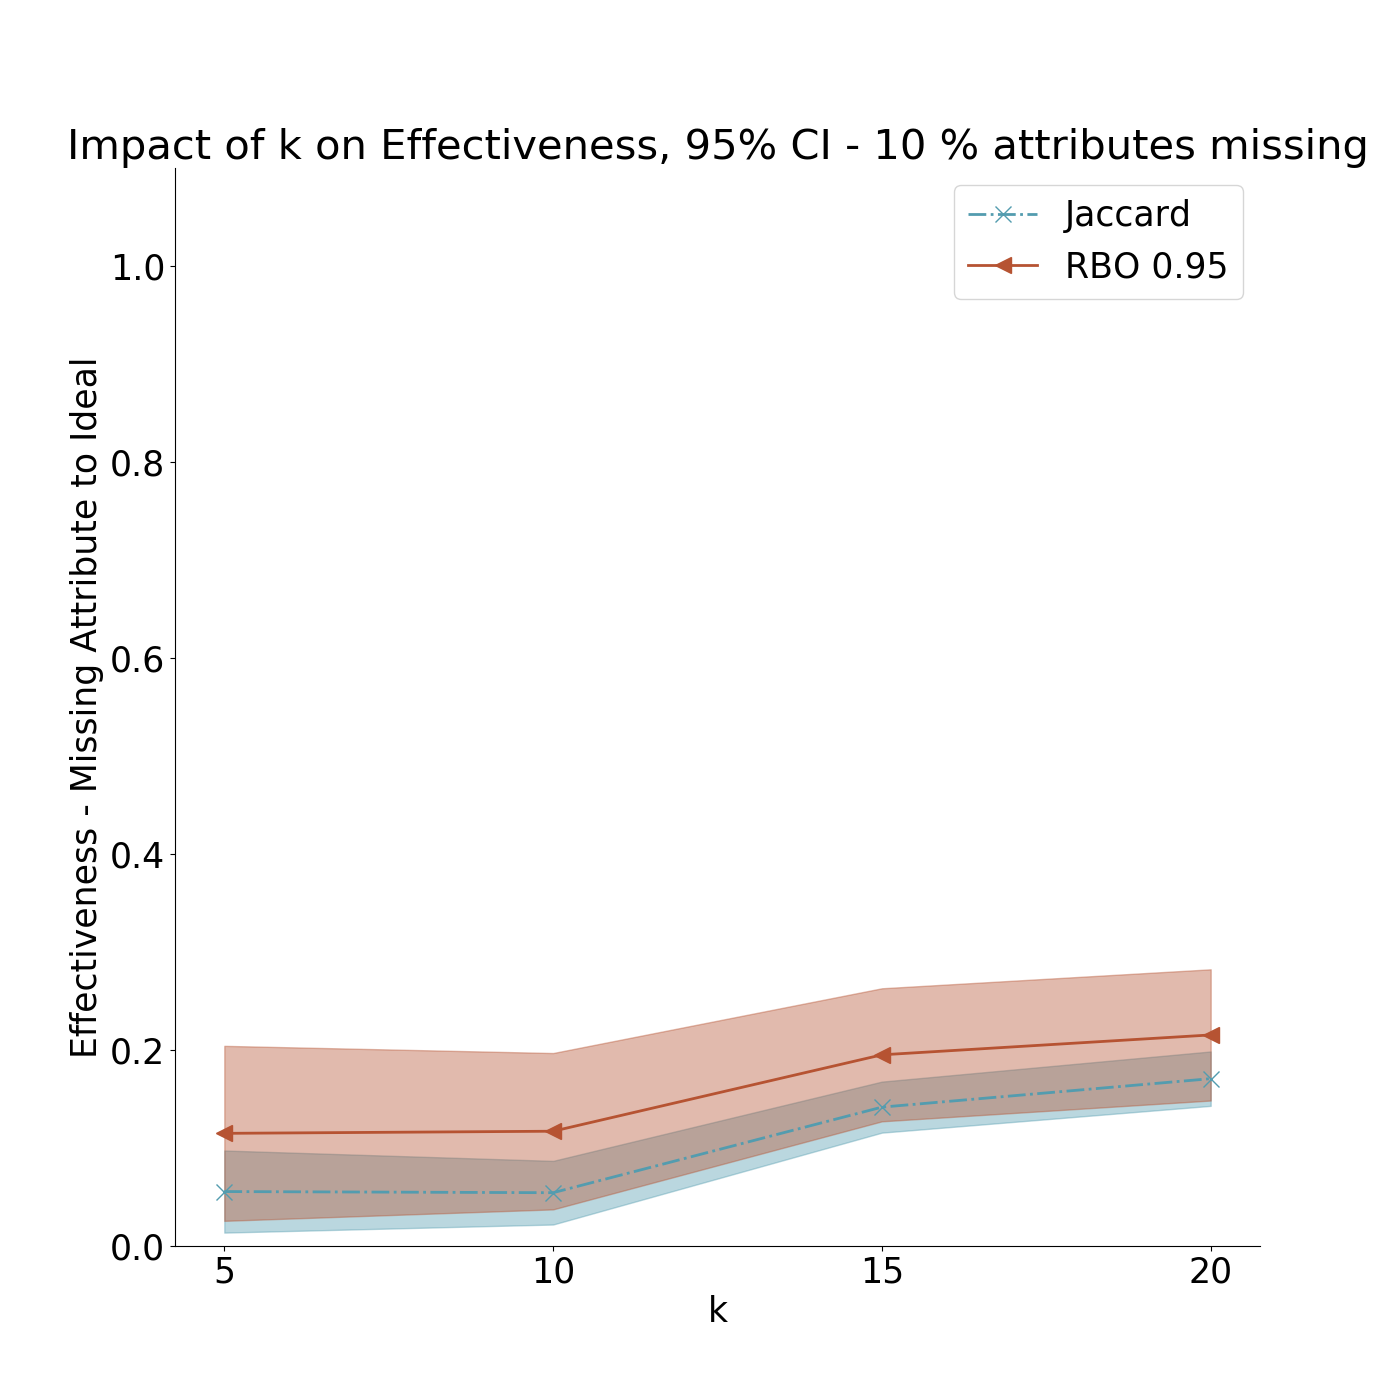 Impact of k on Effectiveness, 95% CI - 10 % attributes missing
Jaccard
RBO 0.95
Effectiveness - Missing Attribute to Ideal
1.0
0.8
0.6
0.4
0.2
0.0
5 10 15 20
k